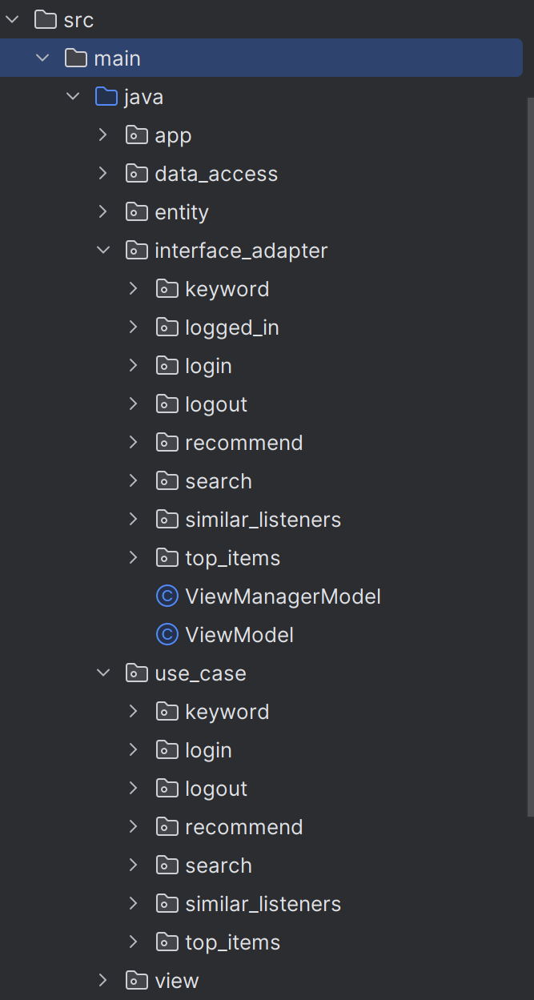 src
main
java
app
data_access
entity
interface_adapter
keyword
logged_in
login
logout
recommend
search
similar_listeners
top_items
ViewManagerModel
ViewModel
use_case
keyword
login
logout
recommend
search
similar_listeners
top_items
view